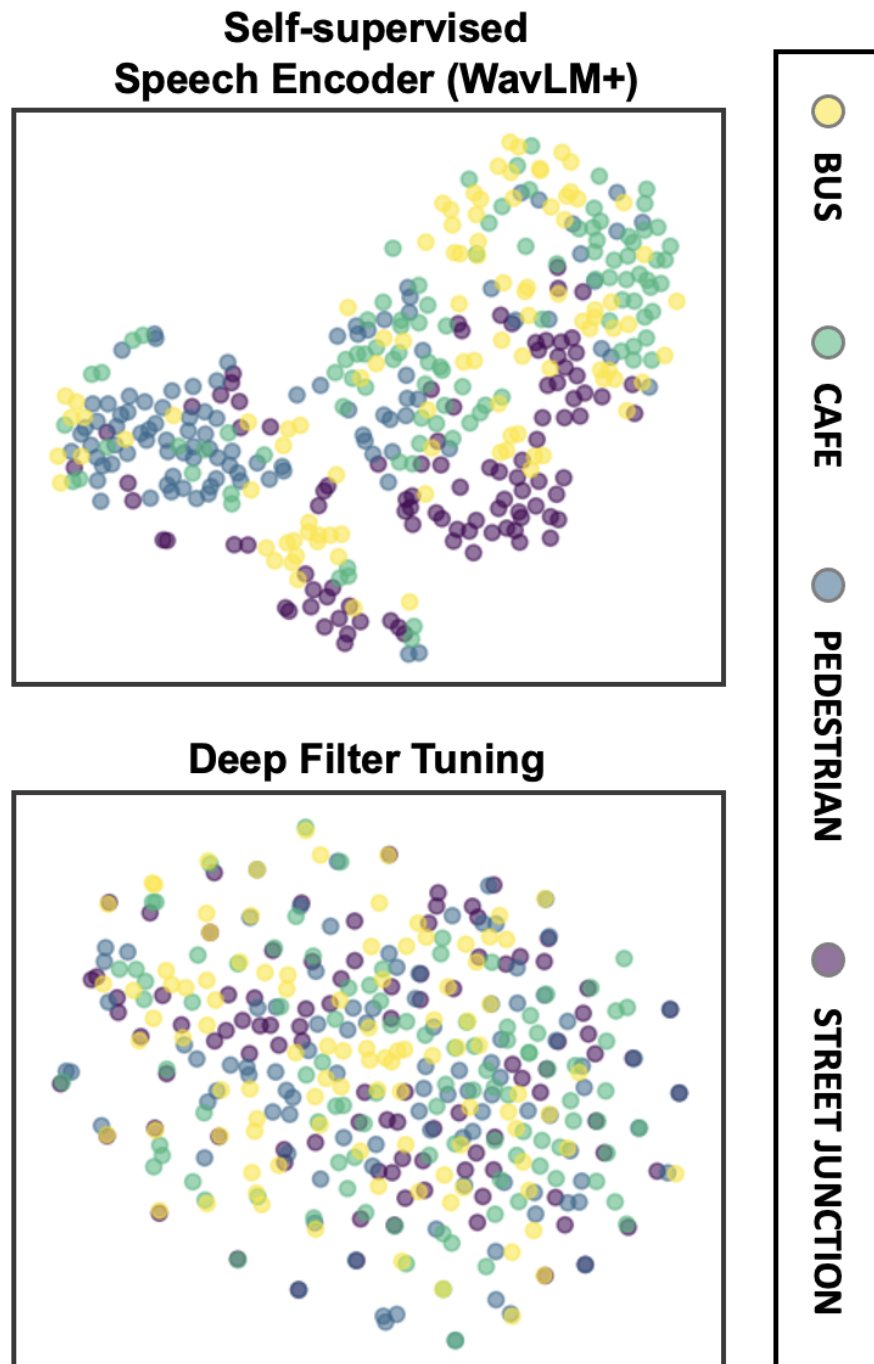 Self-supervised
Speech Encoder (WavLM+)
Deep Filter Tuning
BUS
CAFE
PEDESTRIAN
STREET JUNCTION